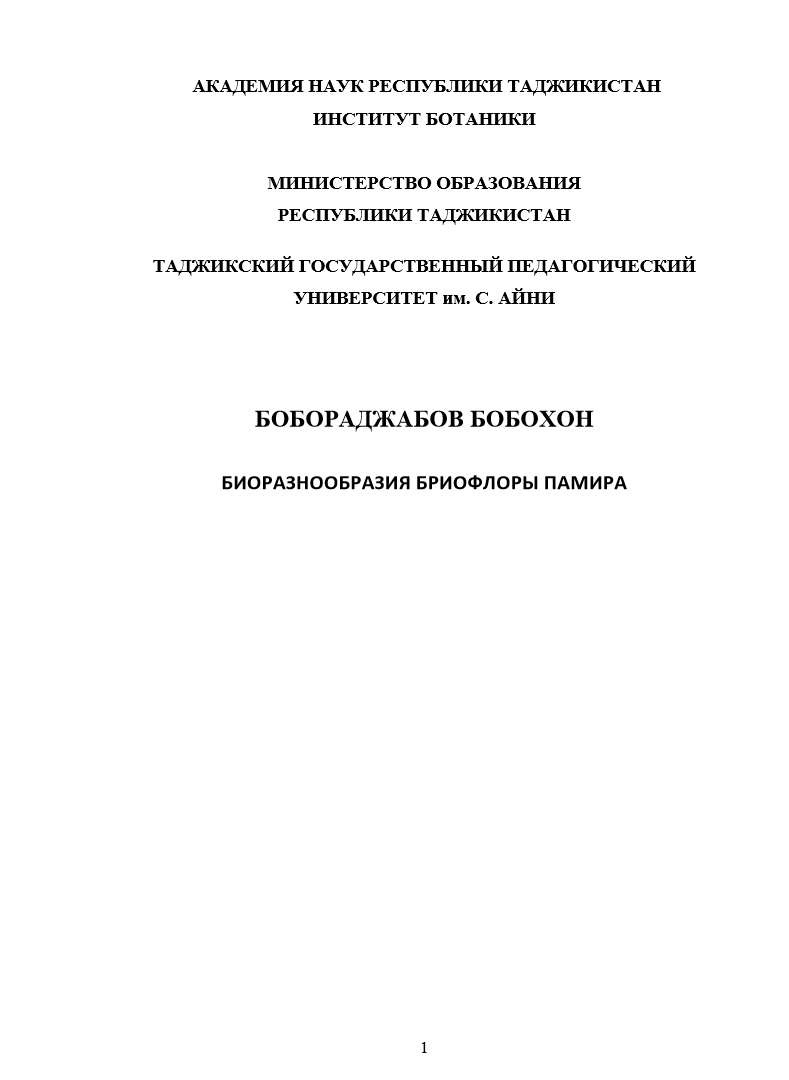 АКАДЕМИЯ НАУК РЕСПУБЛИКИ ТАДЖИКИСТАН
ИНСТИТУТ БОТАНИКИ
МИНИСТЕРСТВО ОБРАЗОВАНИЯ
РЕСПУБЛИКИ ТАДЖИКИСТАН
ТАДЖИКСКИЙ ГОСУДАРСТВЕННЫЙ ПЕДАГОГИЧЕСКИЙ
УНИВЕРСИТЕТ им. С. АЙНИ
БОБОРАДЖАБОВ БОБОХОН
БИОРАЗНООБРАЗИЯ БРИОФЛОРЫ ПАМИРА
1